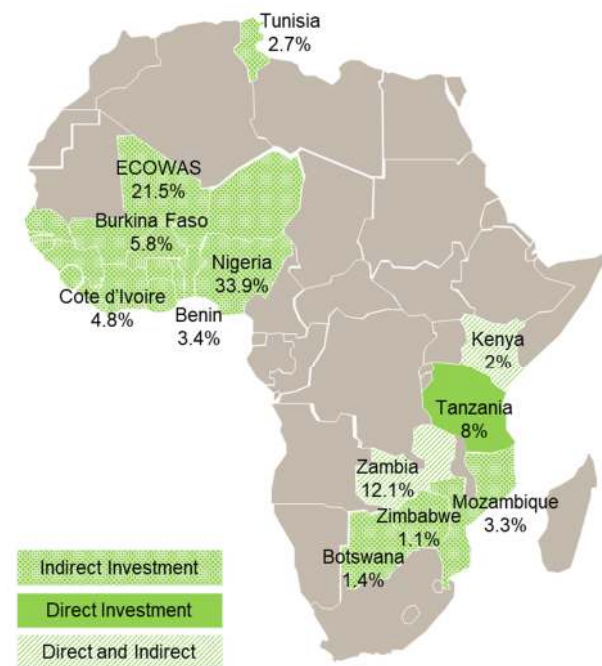 Tunisia
2.7%
ECOWAS
21.5%
Burkina Faso
5.8%
Nigeria
33.9%
Cote d'Ivoire
4.8%
Benin
3.4%
Kenya
2%
Tanzania
8%
Zambia
12.1%
Mozambique
3.3%
Zimbabwe
1.1%
Botswana
1.4%
Indirect Investment
Direct Investment
Direct and Indirect